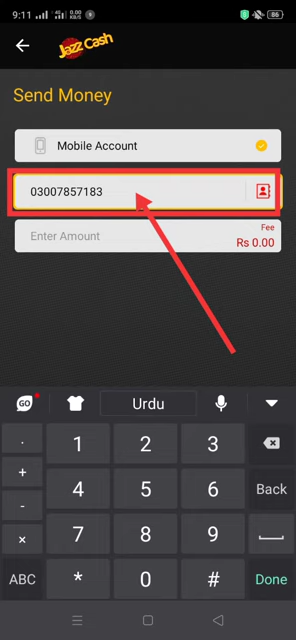 9:11
4G
0.00
KB/S
86
Jazz Cash
Send Money
Mobile Account
03007857183
Fee
Enter Amount
Rs 0.00
GO
Urdu
. 1 2 3
+ 4 5 6 Back
-
× 7 8 9
ABC * 0 # Done